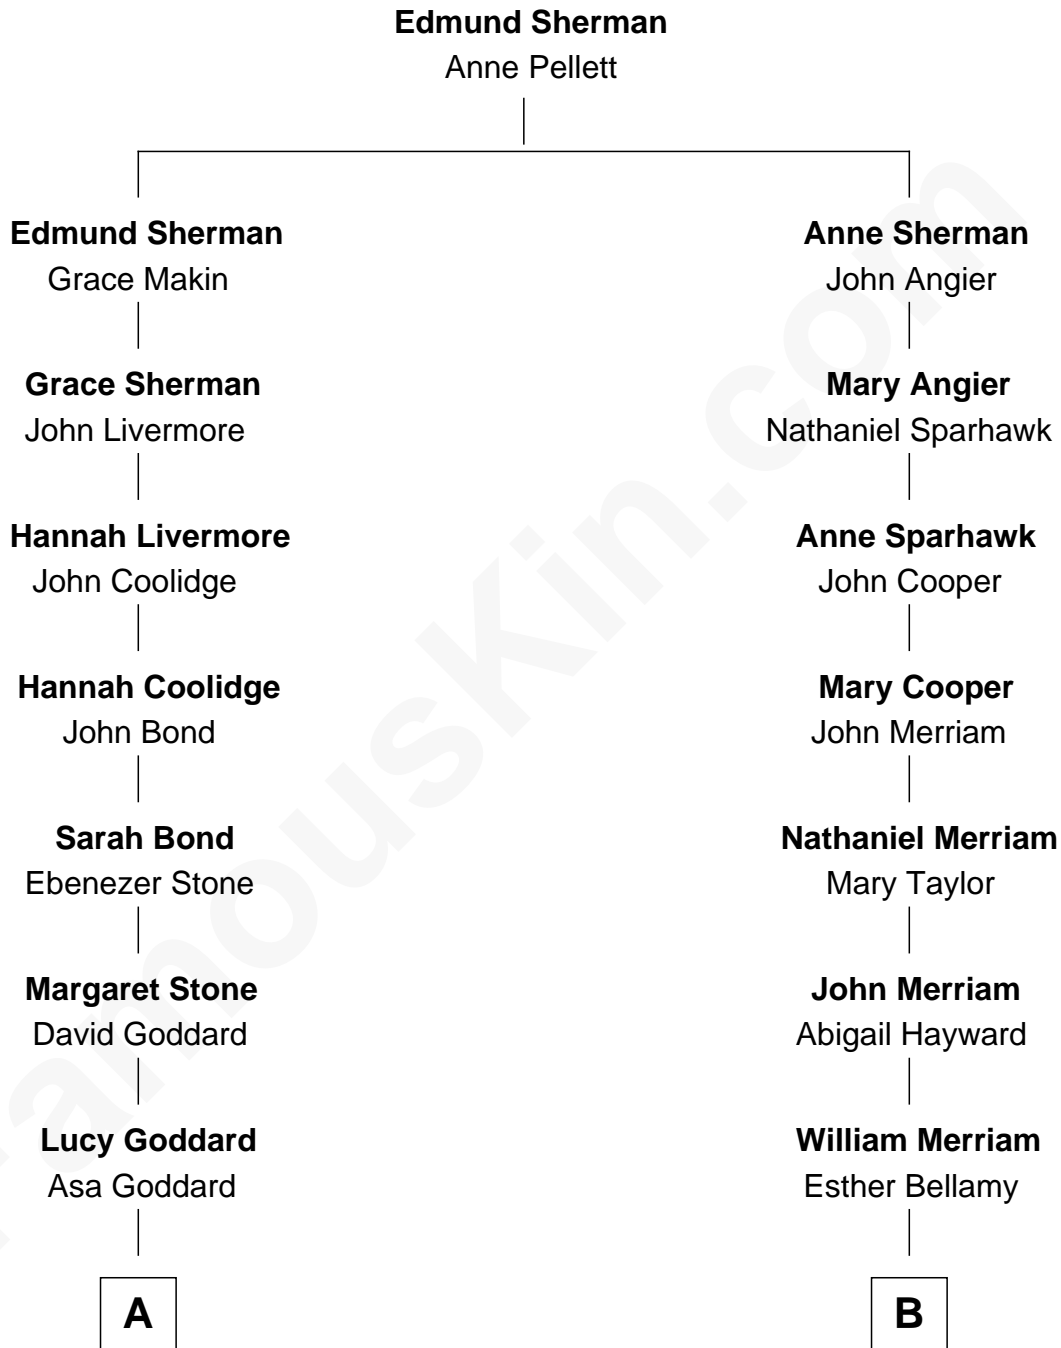 Edmund Sherman
Anne Pellett
Edmund Sherman
Grace Makin
Anne Sherman
John Angier
Grace Sherman
John Livermore
Mary Angier
Nathaniel Sparhawk
Hannah Livermore
John Coolidge
Anne Sparhawk
John Cooper
Hannah Coolidge
John Bond
Mary Cooper
John Merriam
Sarah Bond
Ebenezer Stone
Nathaniel Merriam
Mary Taylor
Margaret Stone
David Goddard
John Merriam
Abigail Hayward
Lucy Goddard
Asa Goddard
William Merriam
Esther Bellamy
A
B
FamousKin.com